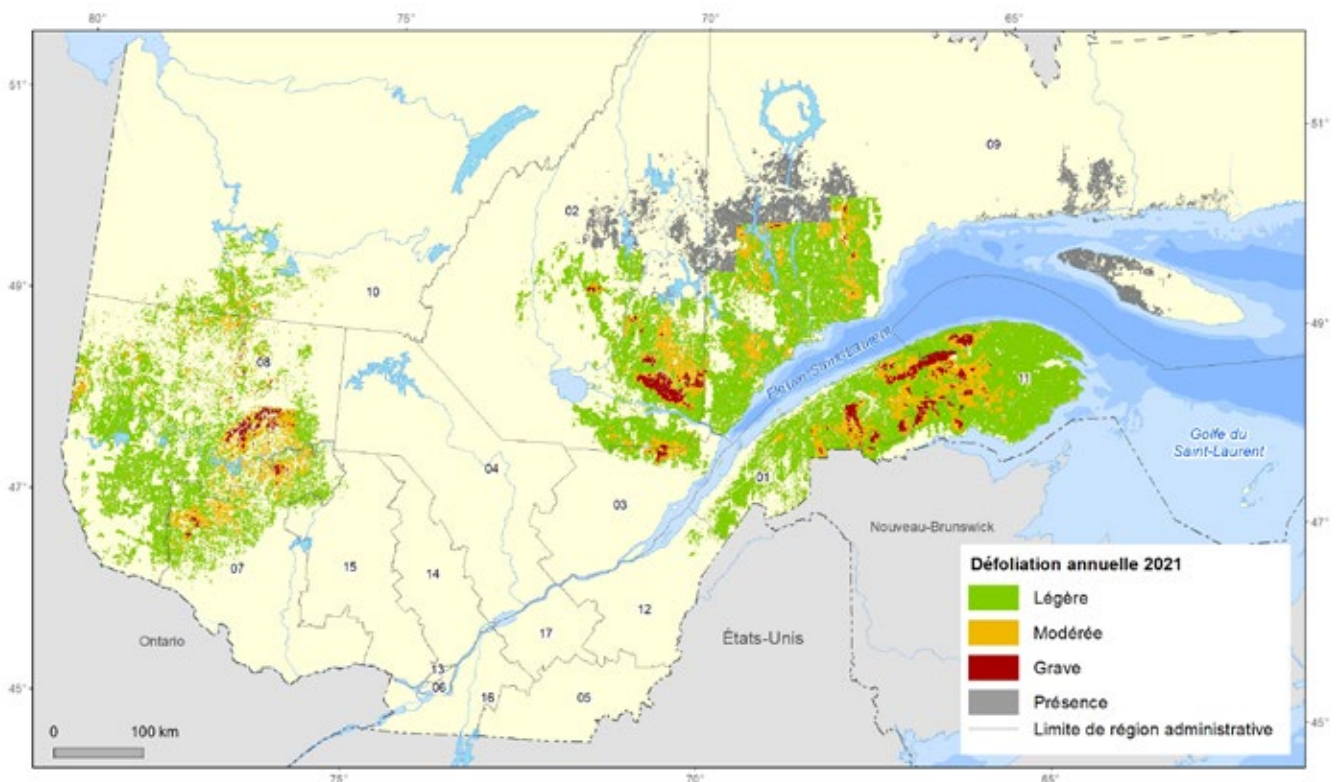 80°
75°
70°
65°
51°
51°
09
02
49°
10
49°
08
Fleuve Saint-Laurent
11
Golfe du
Saint-Laurent
04
47°
01
03
47°
Nouveau-Brunswick
Défoliation annuelle 2021
Légère
Modérée
Grave
Présence
Limite de région administrative
07
15
14
12
17
Ontario
États-Unis
13
06
16
05
45°
45°
0
100 km
75°
70°
65°